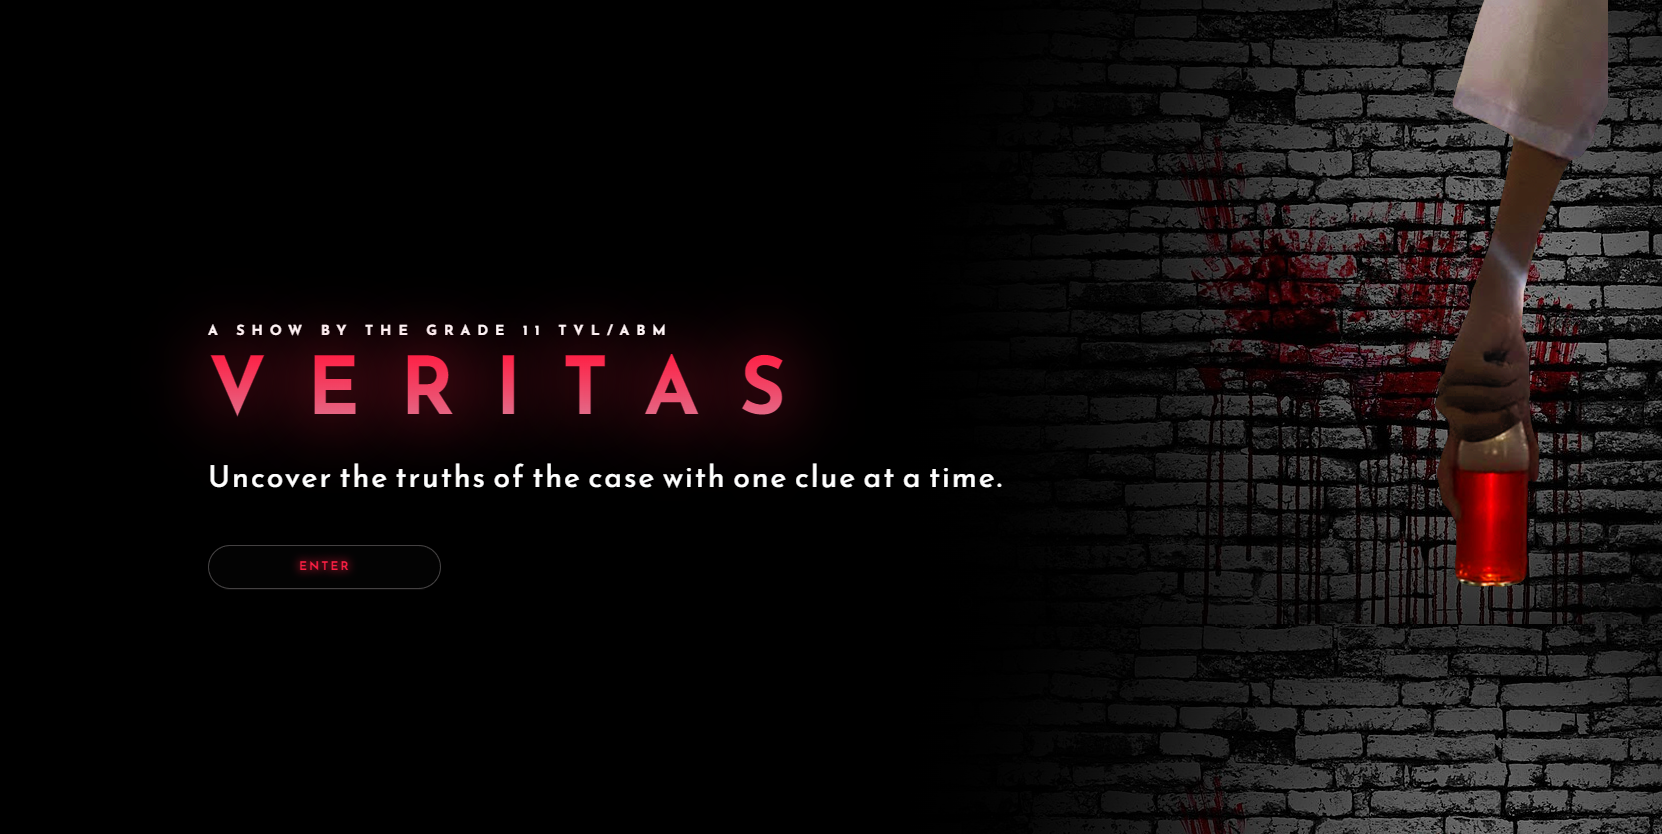 A SHOW BY THE GRADE 11 TVL/ABM
VERITAS
Uncover the truths of the case with one clue at a time.
ENTER